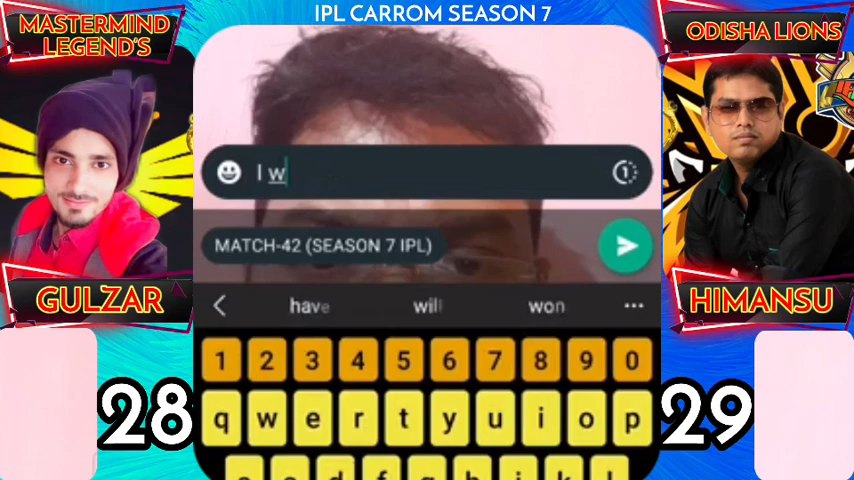 IPL CARROM SEASON 7
MASTERMIND
LEGEND'S
ODISHA LIONS
I w
1
MATCH-42 (SEASON 7 IPL)
GULZAR
HIMANSU
have will won
1 2 3 4 5 6 7 8 9 0
q w e r t y u i o p
28
29